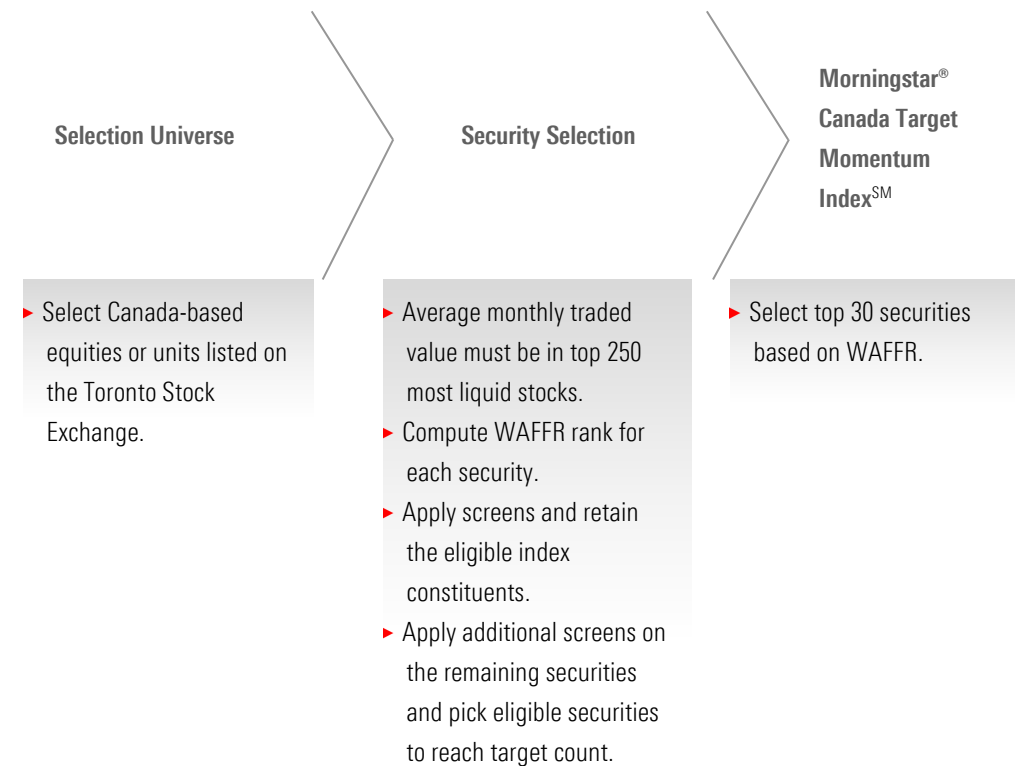 Selection Universe
Security Selection
Morningstar®
Canada Target
Momentum
Index℠
▶ Select Canada-based
equities or units listed on
the Toronto Stock
Exchange.
▶ Average monthly traded
value must be in top 250
most liquid stocks.
▶ Compute WAFFR rank for
each security.
▶ Apply screens and retain
the eligible index
constituents.
▶ Apply additional screens on
the remaining securities
and pick eligible securities
to reach target count.
▶ Select top 30 securities
based on WAFFR.